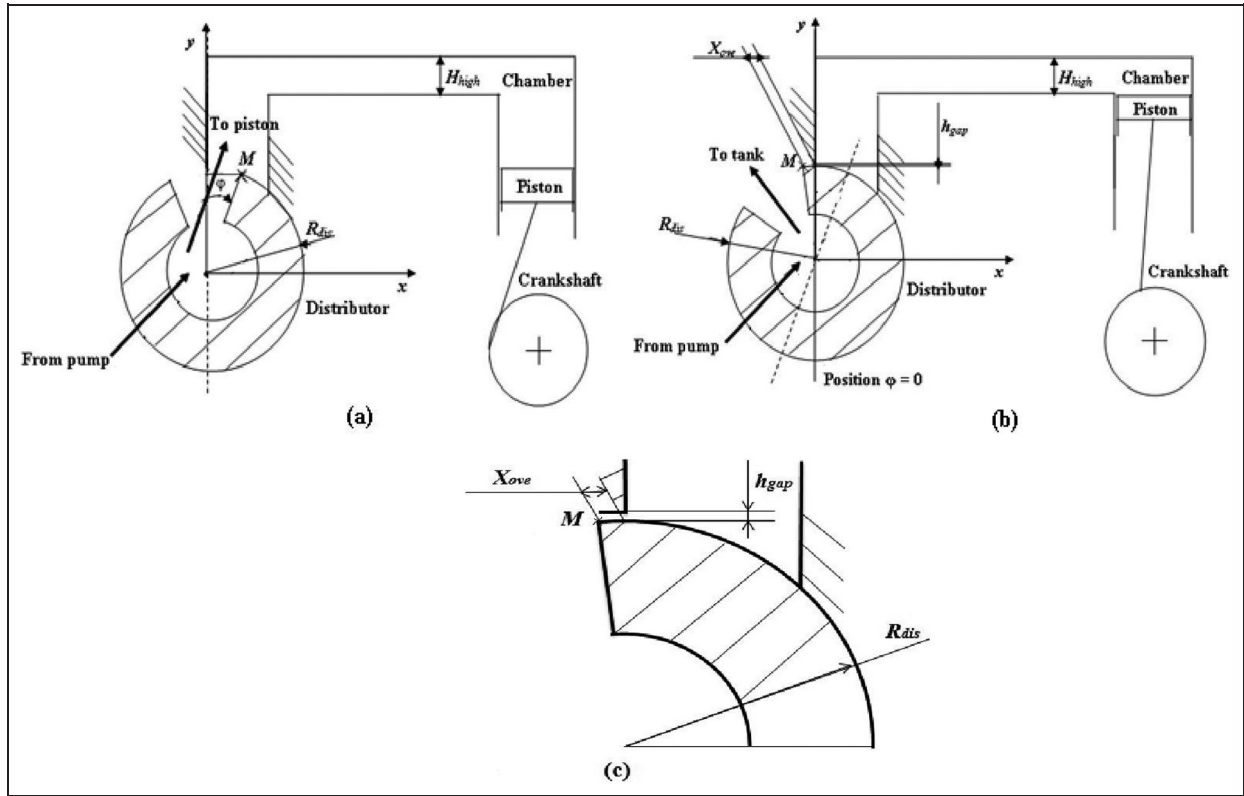 y
H_high
Chamber
To piston
M
φ
Piston
R_dis
Crankshaft
x
Distributor
From pump
(a)
y
X_ove
H_high
Chamber
Piston
h_gap
To tank
M
R_dis
Crankshaft
x
Distributor
From pump
Position φ = 0
(b)
X_ove
h_gap
M
R_dis
(c)